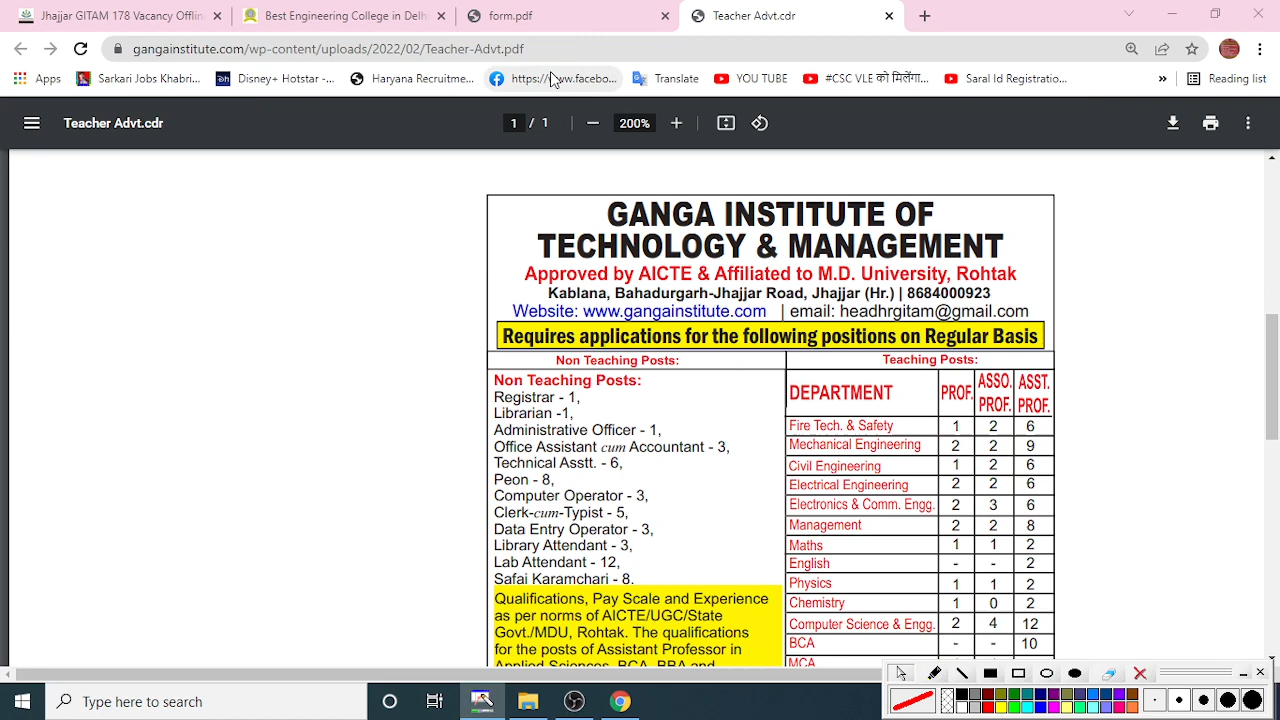 Jhajjar GITAM 178 Vacancy Offlin
Best Engineering College in Delh
form.pdf
Teacher Advt.cdr
gangainstitute.com/wp-content/uploads/2022/02/Teacher-Advt.pdf
Apps
Sarkari Jobs Khabri...
Disney+ Hotstar -...
Haryana Recruitme...
https://www.facebo...
Translate
YOU TUBE
#CSC VLE को मिलेंगा...
Saral Id Registratio...
»
Reading list
Teacher Advt.cdr
1 / 1
200%
GANGA INSTITUTE OF
TECHNOLOGY & MANAGEMENT
Approved by AICTE & Affiliated to M.D. University, Rohtak
Kablana, Bahadurgarh-Jhajjar Road, Jhajjar (Hr.) | 8684000923
Website: www.gangainstitute.com | email: headhrgitam@gmail.com
Requires applications for the following positions on Regular Basis
Non Teaching Posts:
Non Teaching Posts:
Registrar - 1,
Librarian -1,
Administrative Officer - 1,
Office Assistant cum Accountant - 3,
Technical Asstt. - 6,
Peon - 8,
Computer Operator - 3,
Clerk-cum-Typist - 5,
Data Entry Operator - 3,
Library Attendant - 3,
Lab Attendant - 12,
Safai Karamchari - 8.
Qualifications, Pay Scale and Experience
as per norms of AICTE/UGC/State
Govt./MDU, Rohtak. The qualifications
for the posts of Assistant Professor in
Applied Sciences, BCA, BBA and
Teaching Posts:
DEPARTMENT PROF. ASSO. PROF. ASST. PROF.
Fire Tech. & Safety 1 2 6
Mechanical Engineering 2 2 9
Civil Engineering 1 2 6
Electrical Engineering 2 2 6
Electronics & Comm. Engg. 2 3 6
Management 2 2 8
Maths 1 1 2
English - - 2
Physics 1 1 2
Chemistry 1 0 2
Computer Science & Engg. 2 4 12
BCA - - 10
MCA
Type here to search